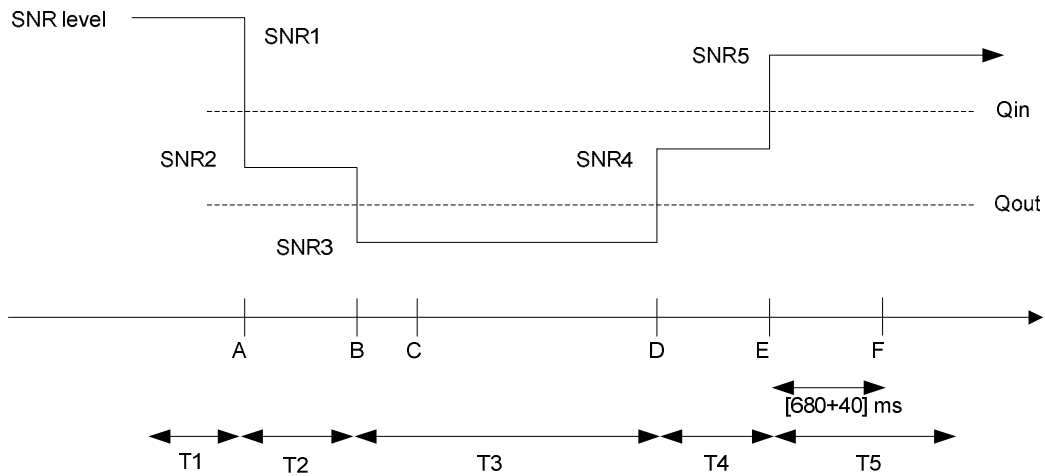 SNR level
SNR1
SNR5
Qin
SNR2
SNR4
Qout
SNR3
A B C D E F
[680+40] ms
T1 T2 T3 T4 T5